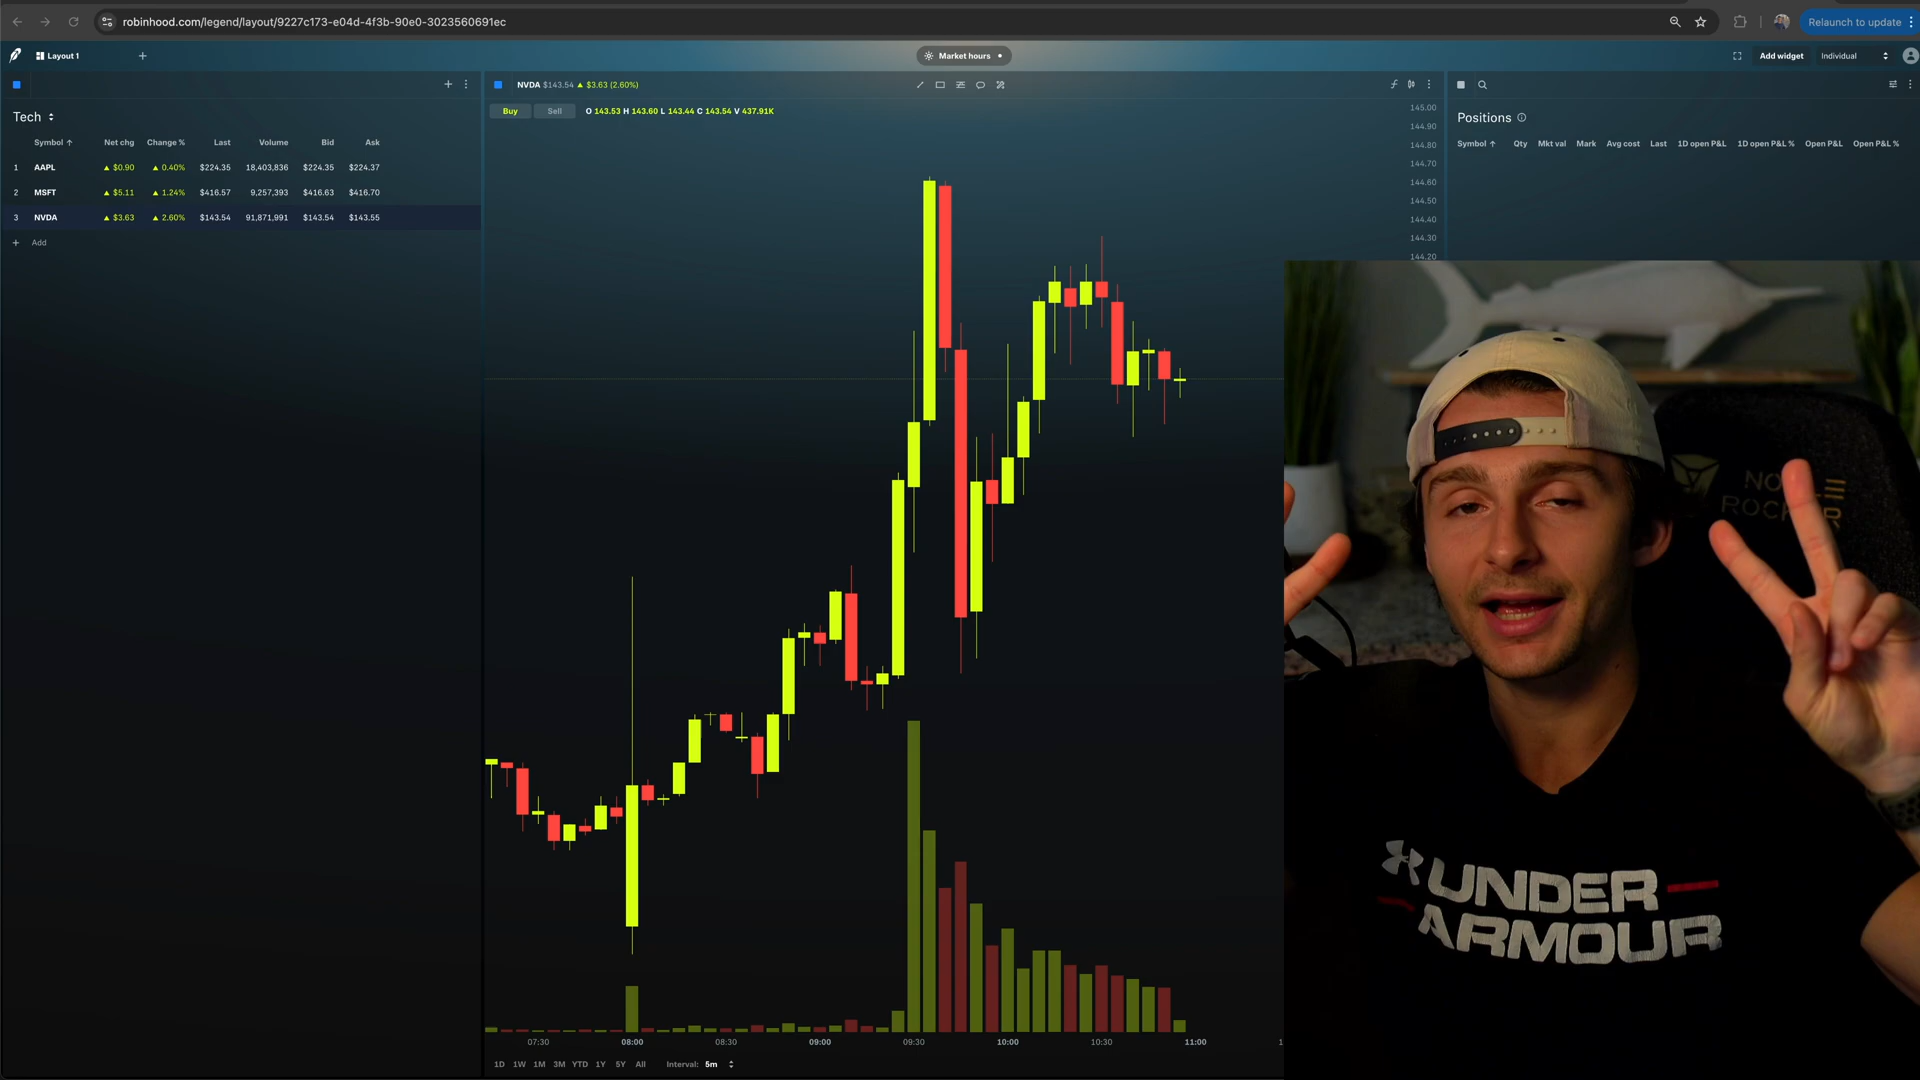 robinhood.com/legend/layout/9227c173-e04d-4f3b-90e0-3023560691ec
Relaunch to update
Layout 1
Market hours
Add widget
Individual
NVDA $143.54 ▲ $3.63 (2.60%)
Buy Sell O 143.53 H 143.60 L 143.44 C 143.54 V 437.91K
Tech
Symbol ↑ Net chg Change % Last Volume Bid Ask
1 AAPL ▲ $0.90 ▲ 0.40% $224.35 18,403,836 $224.35 $224.37
2 MSFT ▲ $5.11 ▲ 1.24% $416.57 9,257,393 $416.63 $416.70
3 NVDA ▲ $3.63 ▲ 2.60% $143.54 91,871,991 $143.54 $143.55
+ Add
145.00
144.90
144.80
144.70
144.60
144.50
144.40
144.30
144.20
Positions
Symbol ↑ Qty Mkt val Mark Avg cost Last 1D open P&L 1D open P&L % Open P&L Open P&L %
UNDER
ARMOUR
07:30 08:00 08:30 09:00 09:30 10:00 10:30 11:00
1D 1W 1M 3M YTD 1Y 5Y All Interval: 5m